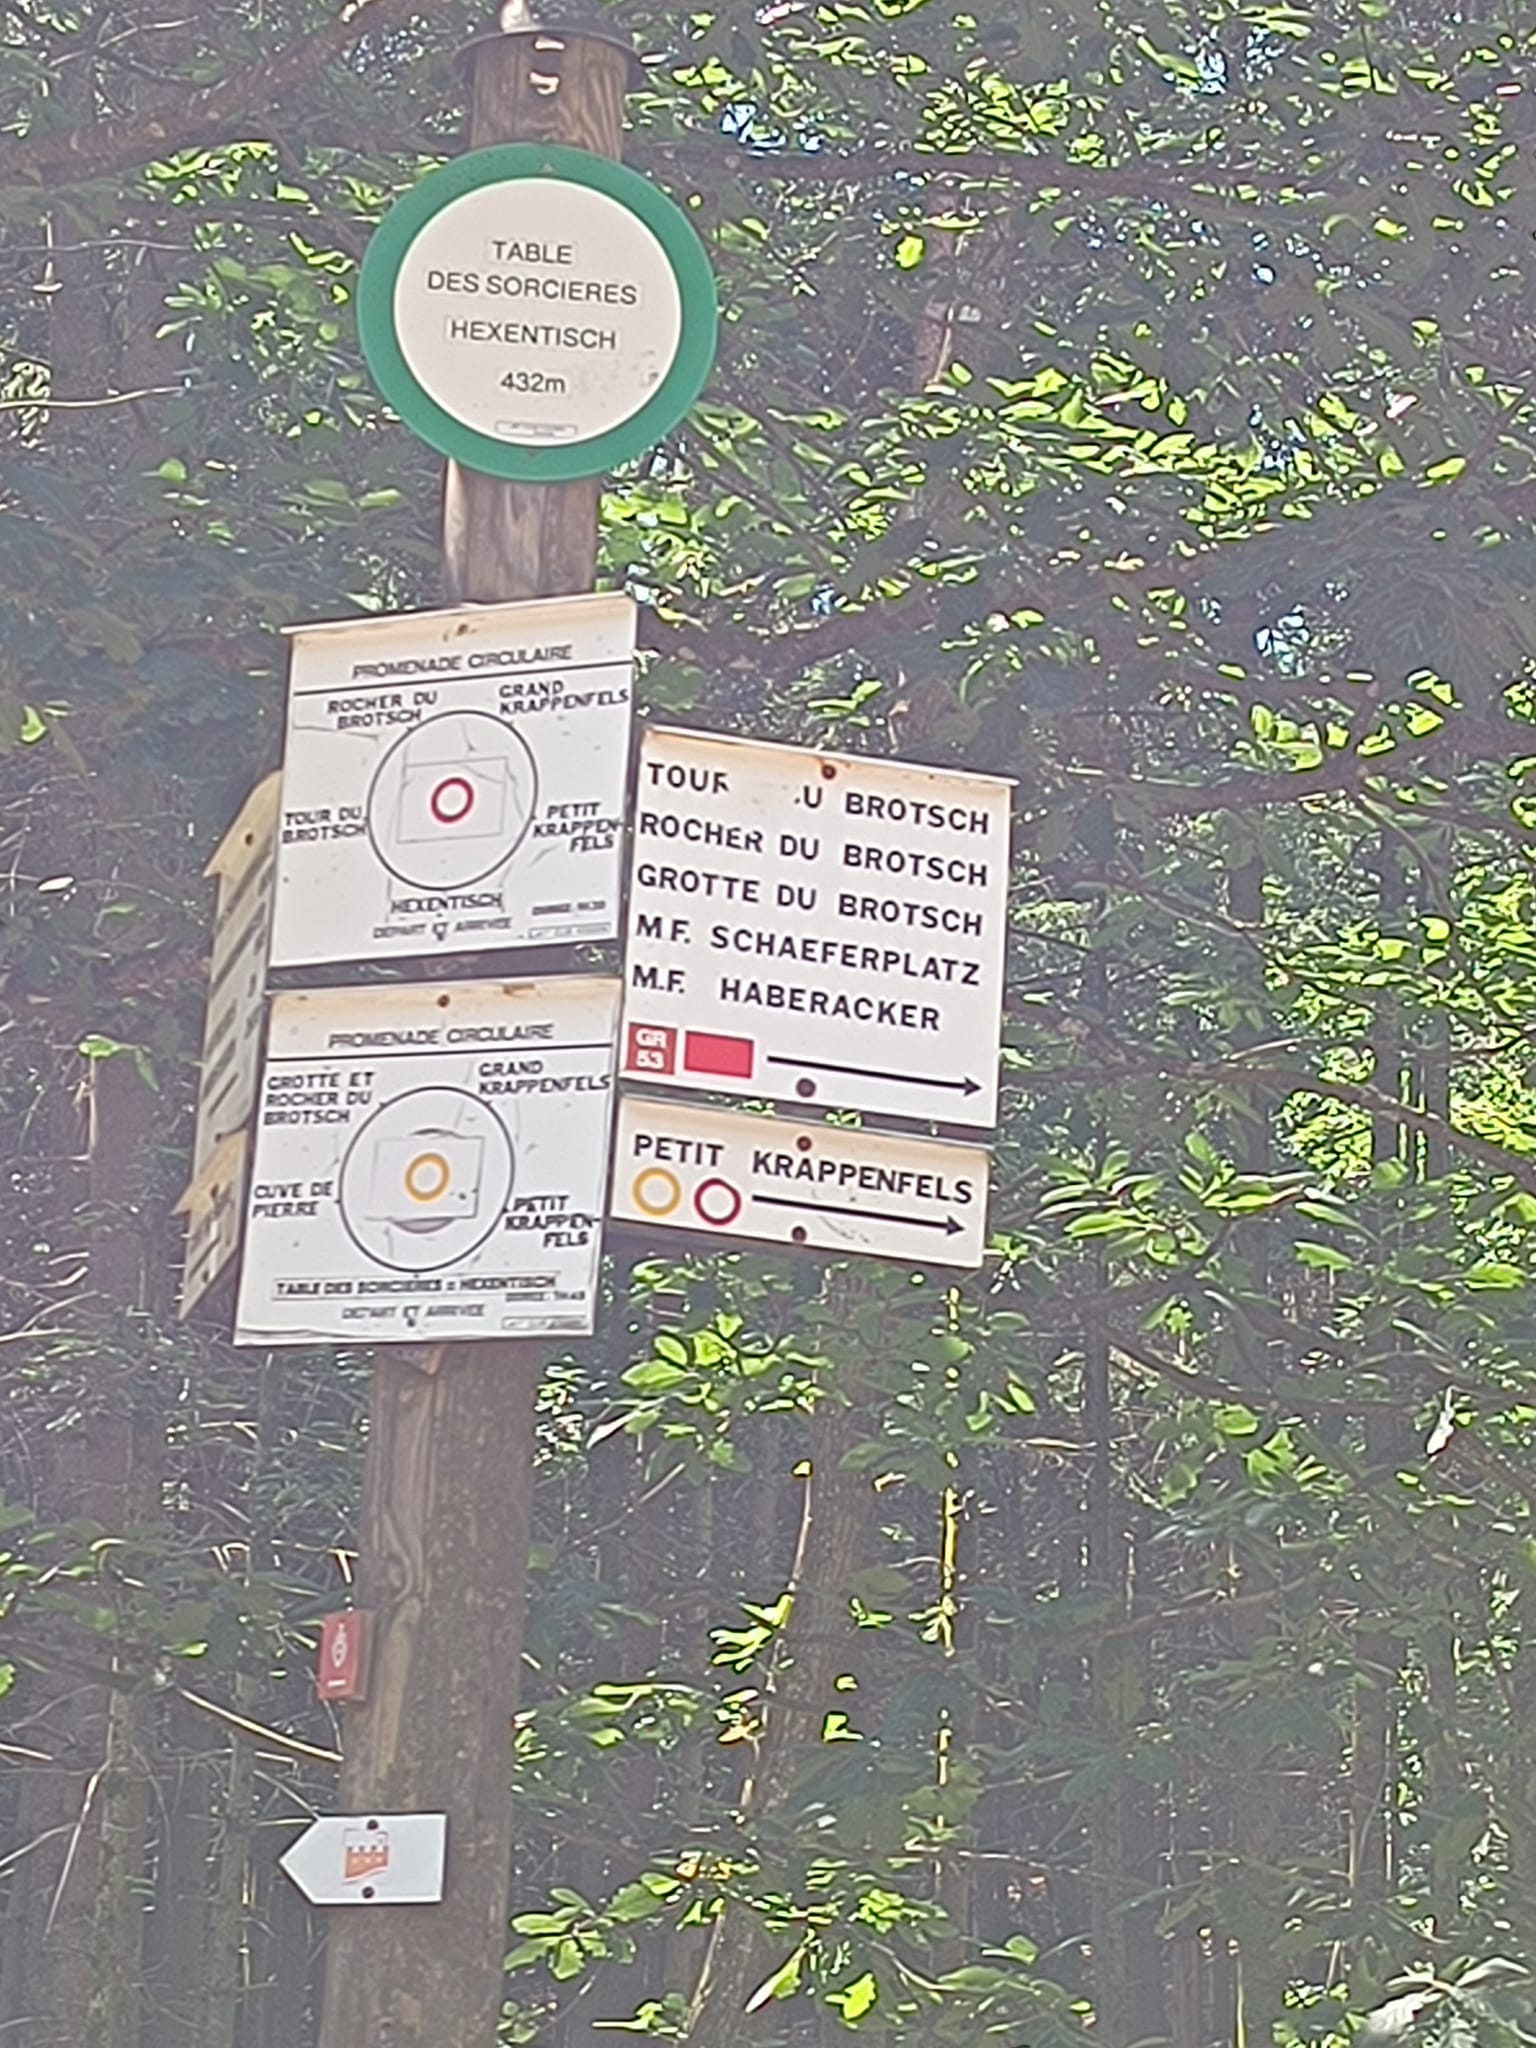 TABLE
DES SORCIERES
HEXENTISCH
432m
PROMENADE CIRCULAIRE
ROCHER DU
BROTSCH
GRAND
KRAPPENFELS
TOUR DU
BROTSCH
PETIT
KRAPPEN-
FELS
HEXENTISCH
DEPART ET ARRIVEE
PROMENADE CIRCULAIRE
GROTTE ET
ROCHER DU
BROTSCH
GRAND
KRAPPENFELS
CUVE DE
PIERRE
PETIT
KRAPPEN-
FELS
TABLE DES SORCIERES = HEXENTISCH
DEPART ET ARRIVEE
TOUR U BROTSCH
ROCHER DU BROTSCH
GROTTE DU BROTSCH
M.F. SCHAEFERPLATZ
M.F. HABERACKER
GR
53
PETIT KRAPPENFELS